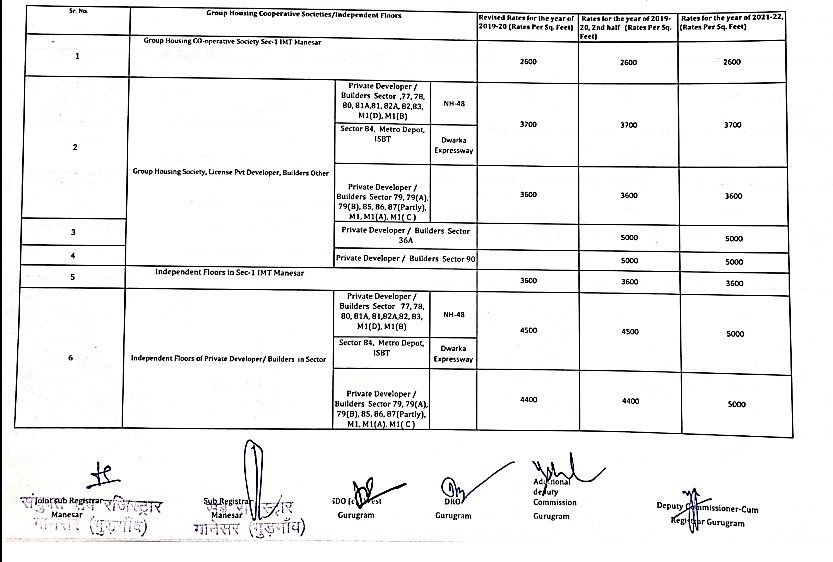 Sr. No.
Group Housing Cooperative Societies/Independent Floors
Revised Rates for the year of
2019-20 (Rates Per Sq. Feet)
Rates for the year of 2019-
20, 2nd half (Rates Per Sq.
Feet)
Rates for the year of 2021-22,
(Rates Per Sq. Feet)
1
Group Housing CO-operative Society Sec-1 IMT Manesar
2600
2600
2600
2
Group Housing Society, License Pvt Developer, Builders Other
Private Developer /
Builders Sector ,77, 78,
80, 81A,81, 82A, 82,83,
M1(D), M1(B)
NH-48
Sector 84, Metro Depot,
ISBT
Dwarka
Expressway
3700
3700
3700
Private Developer /
Builders Sector 79, 79(A),
79(B), 85, 86, 87(Partly),
M1, M1(A), M1( C )
3600
3600
3600
3
Private Developer / Builders Sector
36A
5000
5000
4
Private Developer / Builders Sector 90
5000
5000
5
Independent Floors in Sec-1 IMT Manesar
3600
3600
3600
6
Independent Floors of Private Developer/ Builders in Sector
Private Developer /
Builders Sector 77, 78,
80, 81A, 81,82A,82, 83,
M1(D), M1(B)
NH-48
Sector 84, Metro Depot,
ISBT
Dwarka
Expressway
4500
4500
5000
Private Developer /
Builders Sector 79, 79(A),
79(B), 85, 86, 87(Partly),
M1, M1(A). M1( C )
4400
4400
5000
Joint Sub Registrar
Manesar
रजिस्ट्रार
मानेसर (गुड़गाँव)
Sub Registrar
Manesar
मानेसर (गुड़गाँव)
Gurugram
DRO
Gurugram
Additional
deputy
Commission
Gurugram
Deputy Commissioner-Cum
Registrar Gurugram